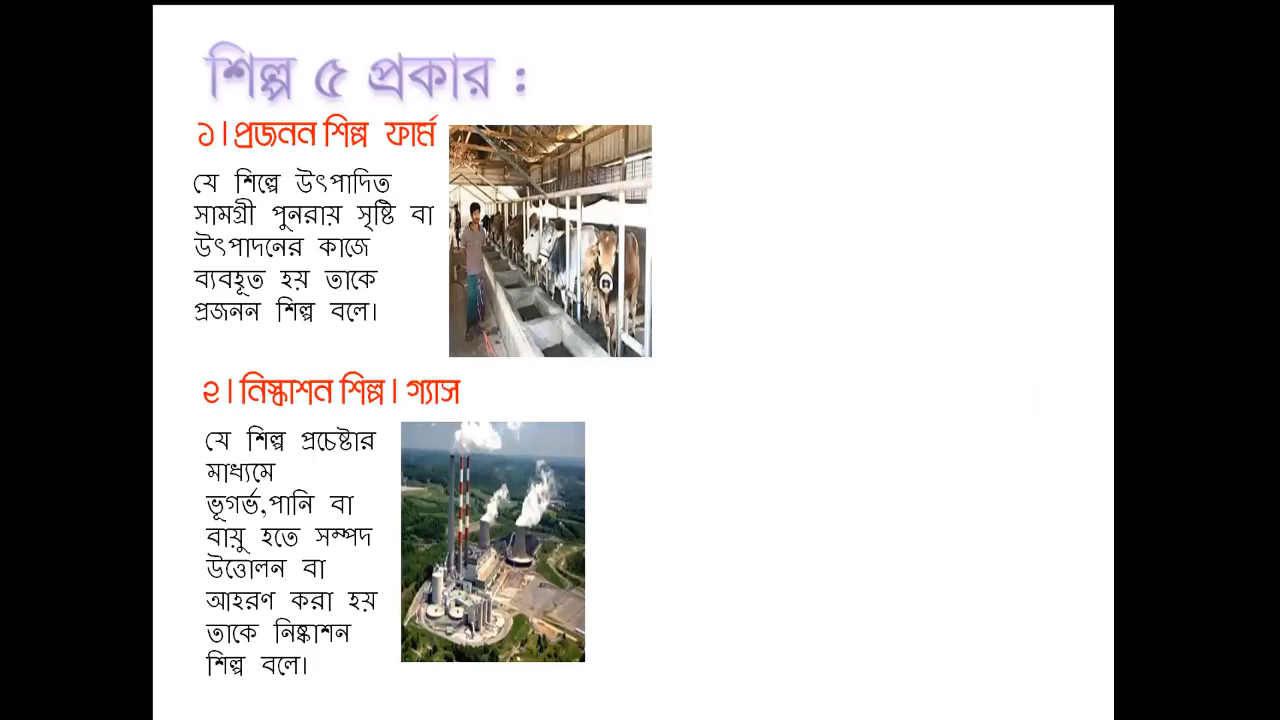 শিল্প ৫ প্রকার :
১। প্রজনন শিল্প ফার্ম
যে শিল্পে উৎপাদিত
সামগ্রী পুনরায় সৃষ্টি বা
উৎপাদনের কাজে
ব্যবহূত হয় তাকে
প্রজনন শিল্প বলে।
২। নিস্কাশন শিল্প। গ্যাস
যে শিল্প প্রচেষ্টার
মাধ্যমে
ভূগর্ভ,পানি বা
বায়ু হতে সম্পদ
উত্তোলন বা
আহরণ করা হয়
তাকে নিষ্কাশন
শিল্প বলে।